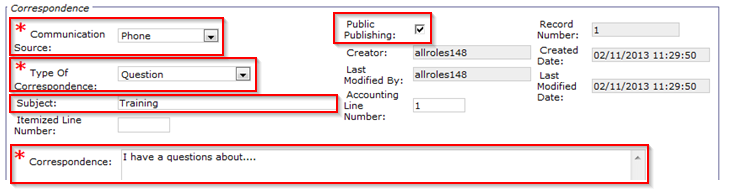 Correspondence
* Communication Source: Phone
Public Publishing:
Record Number: 1
Creator: allroles148
Created Date: 02/11/2013 11:29:50
* Type Of Correspondence: Question
Last Modified By: allroles148
Last Modified Date: 02/11/2013 11:29:50
Subject: Training
Accounting Line Number: 1
Itemized Line Number:
* Correspondence: I have a questions about....